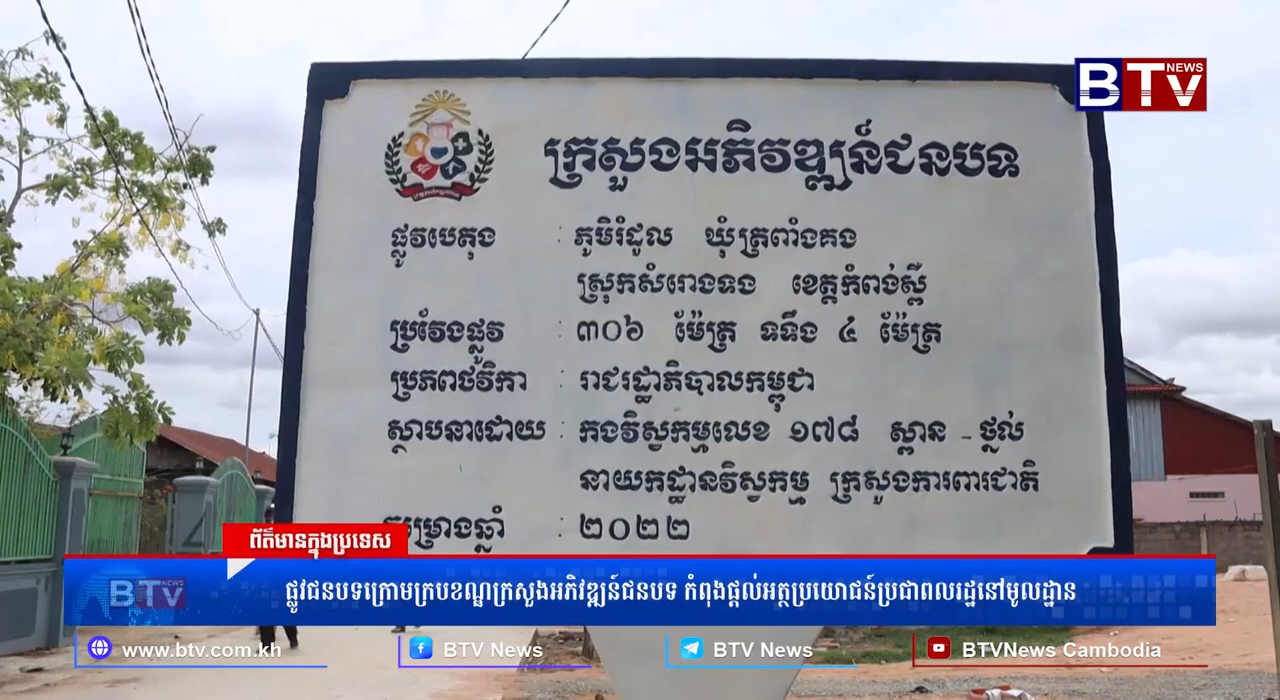 BTV NEWS
ក្រសួងអភិវឌ្ឍន៍ជនបទ
ផ្លូវបេតុង : ភូមិរំដូល ឃុំត្រពាំងគង
ស្រុកសំរោងទង ខេត្តកំពង់ស្ពឺ
ប្រវែងផ្លូវ : ៣០៦ ម៉ែត្រ ទទឹង ៤ ម៉ែត្រ
ប្រភពថវិកា : រាជរដ្ឋាភិបាលកម្ពុជា
ស្ថាបនាដោយ : កងវិស្វកម្មលេខ ១៧៨ ស្ពាន - ថ្នល់
នាយកដ្ឋានវិស្វកម្ម ក្រសួងការពារជាតិ
គម្រោងឆ្នាំ : ២០២២
ព័ត៌មានក្នុងប្រទេស
BTV NEWS
ផ្លូវជនបទក្រោមក្របខណ្ឌក្រសួងអភិវឌ្ឍន៍ជនបទ កំពុងផ្តល់អត្ថប្រយោជន៍ប្រជាពលរដ្ឋនៅមូលដ្ឋាន
www.btv.com.kh BTV News BTV News BTVNews Cambodia